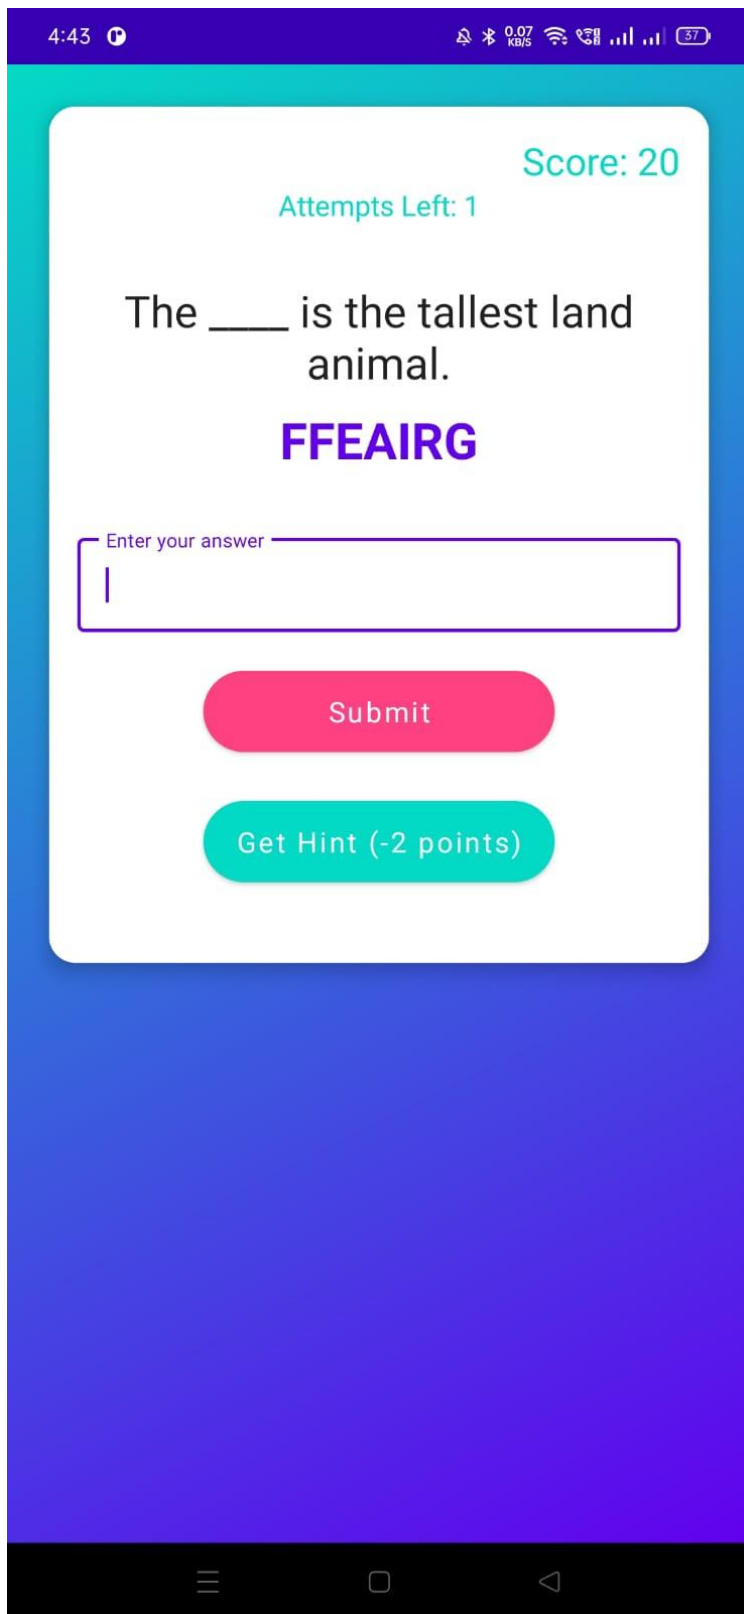 4:43 0.07 KB/S 37
Score: 20
Attempts Left: 1
The ____ is the tallest land
animal.
FFEAIRG
Enter your answer
Submit
Get Hint (-2 points)